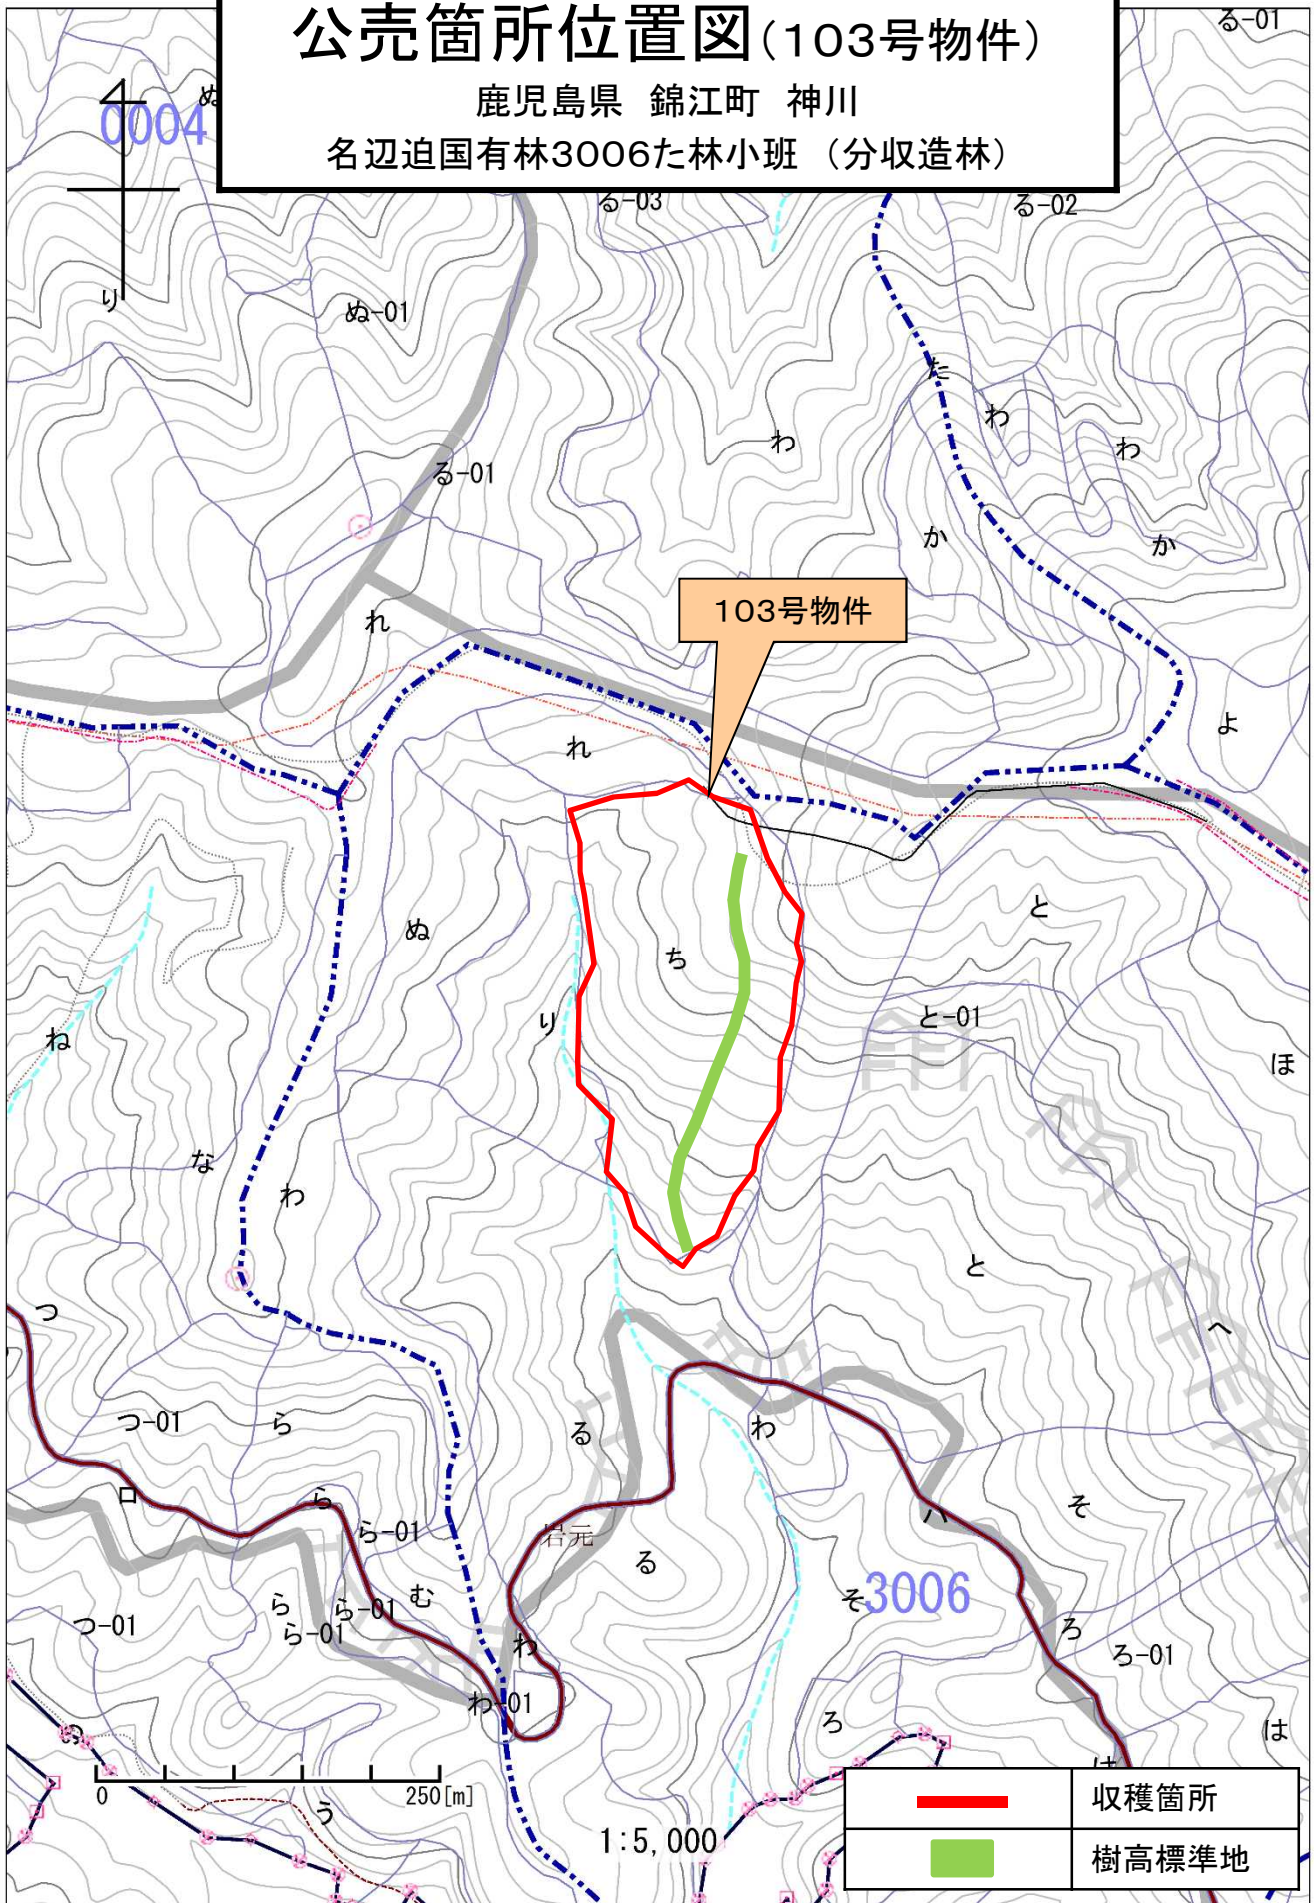 公売箇所位置図(103号物件)
鹿児島県 錦江町 神川
名辺迫国有林3006た林小班 (分収造林)
る-01
ぬ
0004
る-03
る-02
り
ぬ-01
た
わ
わ
わ
る-01
か
か
103号物件
れ
よ
れ
ぬ
と
ち
り
と-01
ね
ほ
な
わ
と
つ
へ
つ-01
ら
る
わ
ロ
ら
ら-01
岩元
ハ
そ
る
む
そ
3006
つ-01
ら
ら-01
ら-01
ろ
わ
ろ-01
わ-01
ろ
は
の
は
0
250[m]
う
1:5,000
収穫箇所
樹高標準地